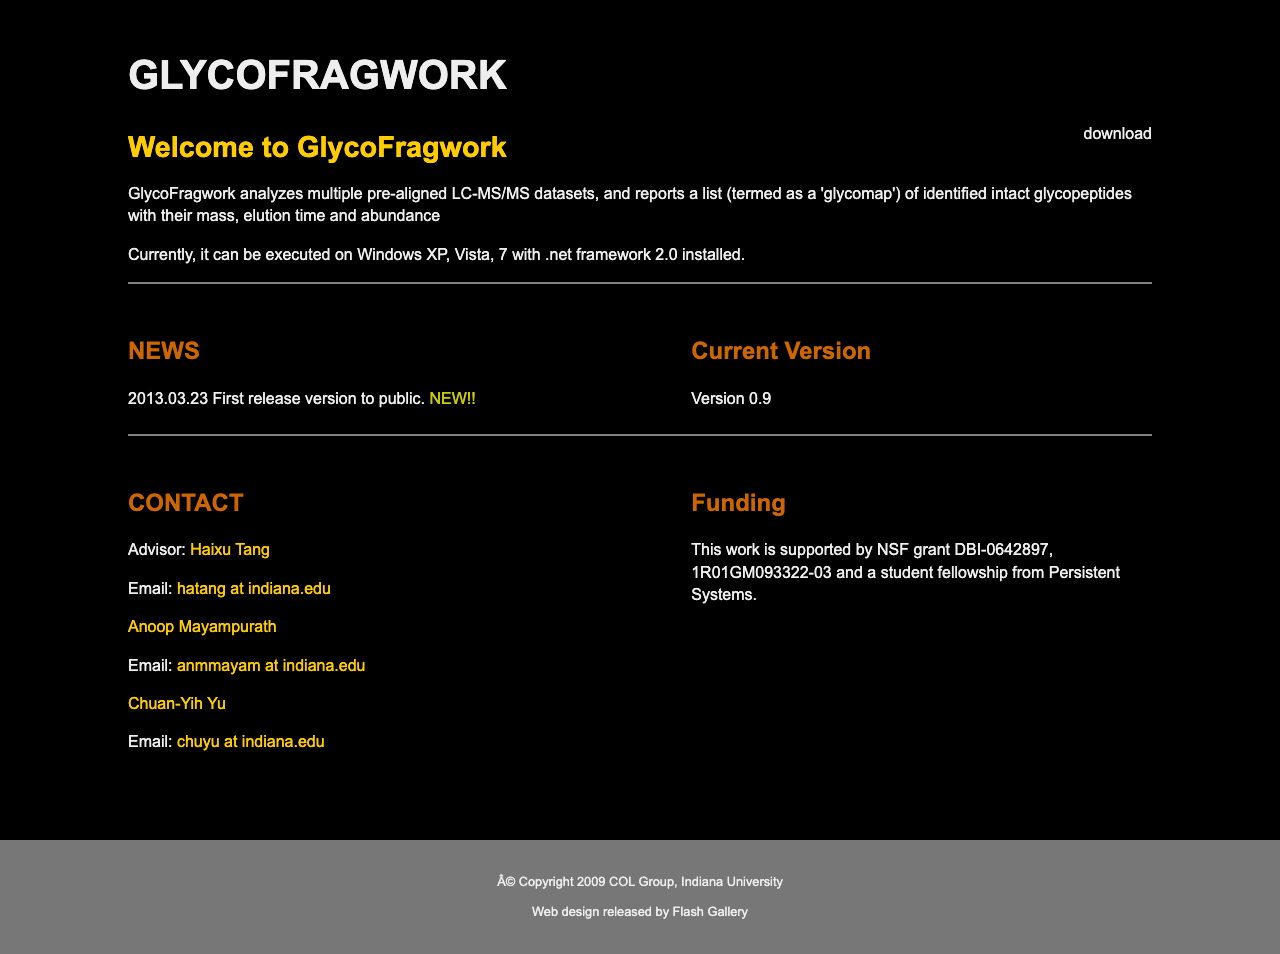 GLYCOFRAGWORK
download
Welcome to GlycoFragwork
GlycoFragwork analyzes multiple pre-aligned LC-MS/MS datasets, and reports a list (termed as a 'glycomap') of identified intact glycopeptides
with their mass, elution time and abundance
Currently, it can be executed on Windows XP, Vista, 7 with .net framework 2.0 installed.
NEWS
2013.03.23 First release version to public. NEW!!
Current Version
Version 0.9
CONTACT
Advisor: Haixu Tang
Email: hatang at indiana.edu
Anoop Mayampurath
Email: anmmayam at indiana.edu
Chuan-Yih Yu
Email: chuyu at indiana.edu
Funding
This work is supported by NSF grant DBI-0642897,
1R01GM093322-03 and a student fellowship from Persistent
Systems.
Â© Copyright 2009 COL Group, Indiana University
Web design released by Flash Gallery